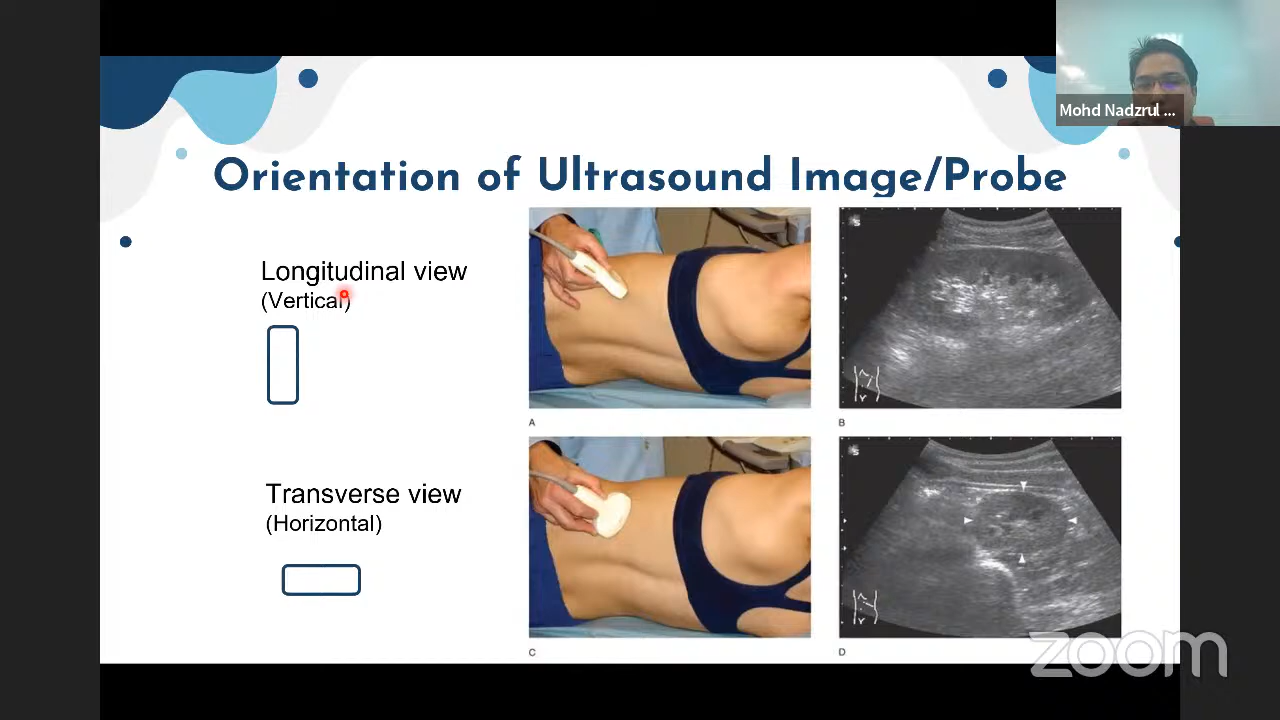 Mohd Nadzrul ...
Orientation of Ultrasound Image/Probe
Longitudinal view
(Vertical)
A
B
Transverse view
(Horizontal)
C
D
zoom